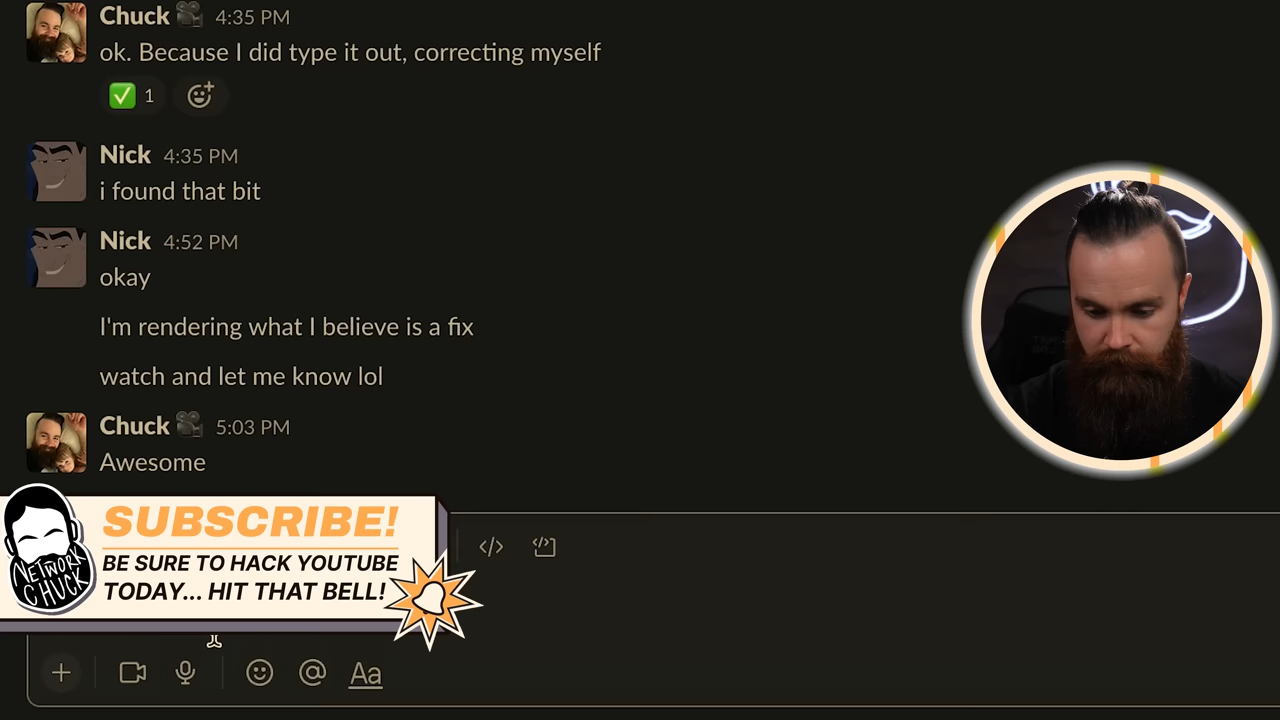 Chuck 4:35 PM
ok. Because I did type it out, correcting myself
1
Nick 4:35 PM
i found that bit
Nick 4:52 PM
okay
I'm rendering what I believe is a fix
watch and let me know lol
Chuck 5:03 PM
Awesome
SUBSCRIBE!
BE SURE TO HACK YOUTUBE
TODAY... HIT THAT BELL!
NETWORK
CHUCK
Aa